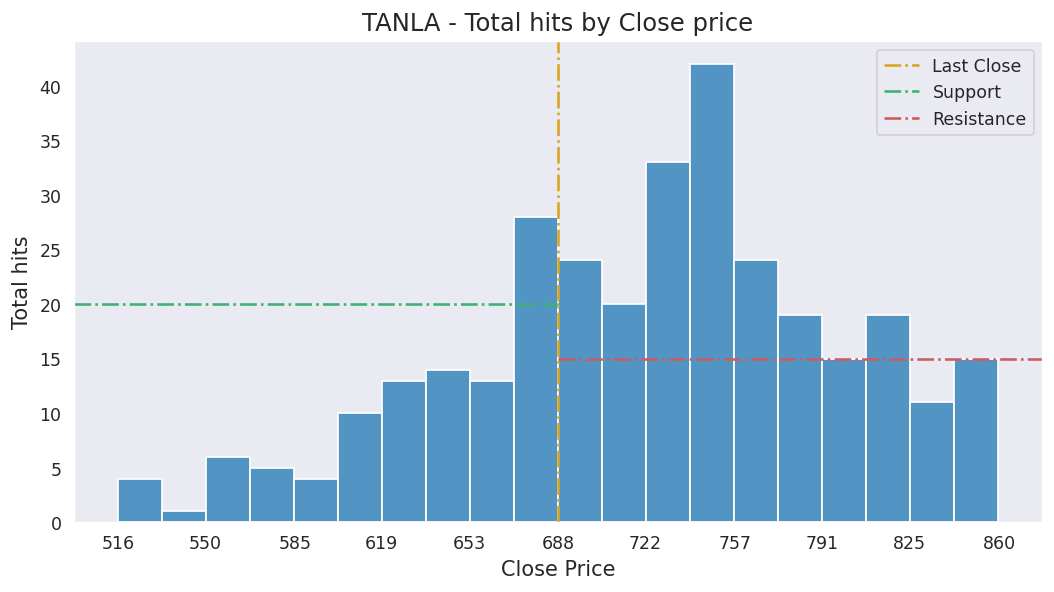 TANLA - Total hits by Close price
Last Close
Support
Resistance
Total hits
40
35
30
25
20
15
10
5
0
516 550 585 619 653 688 722 757 791 825 860
Close Price